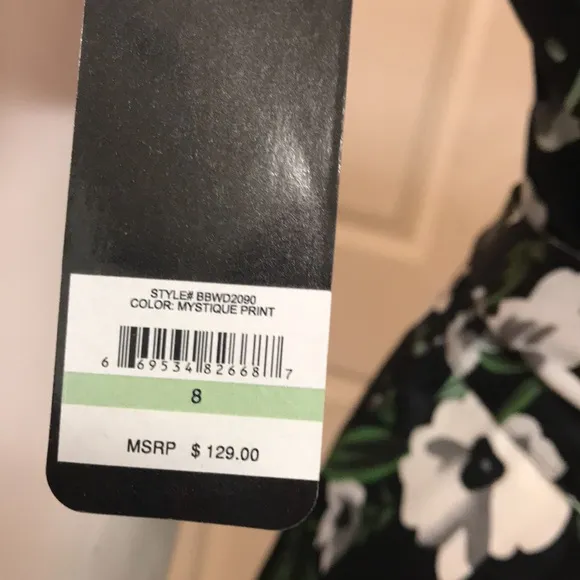 STYLE# BBWD2090
COLOR: MYSTIQUE PRINT
6 69534 82668 7
8
MSRP $ 129.00